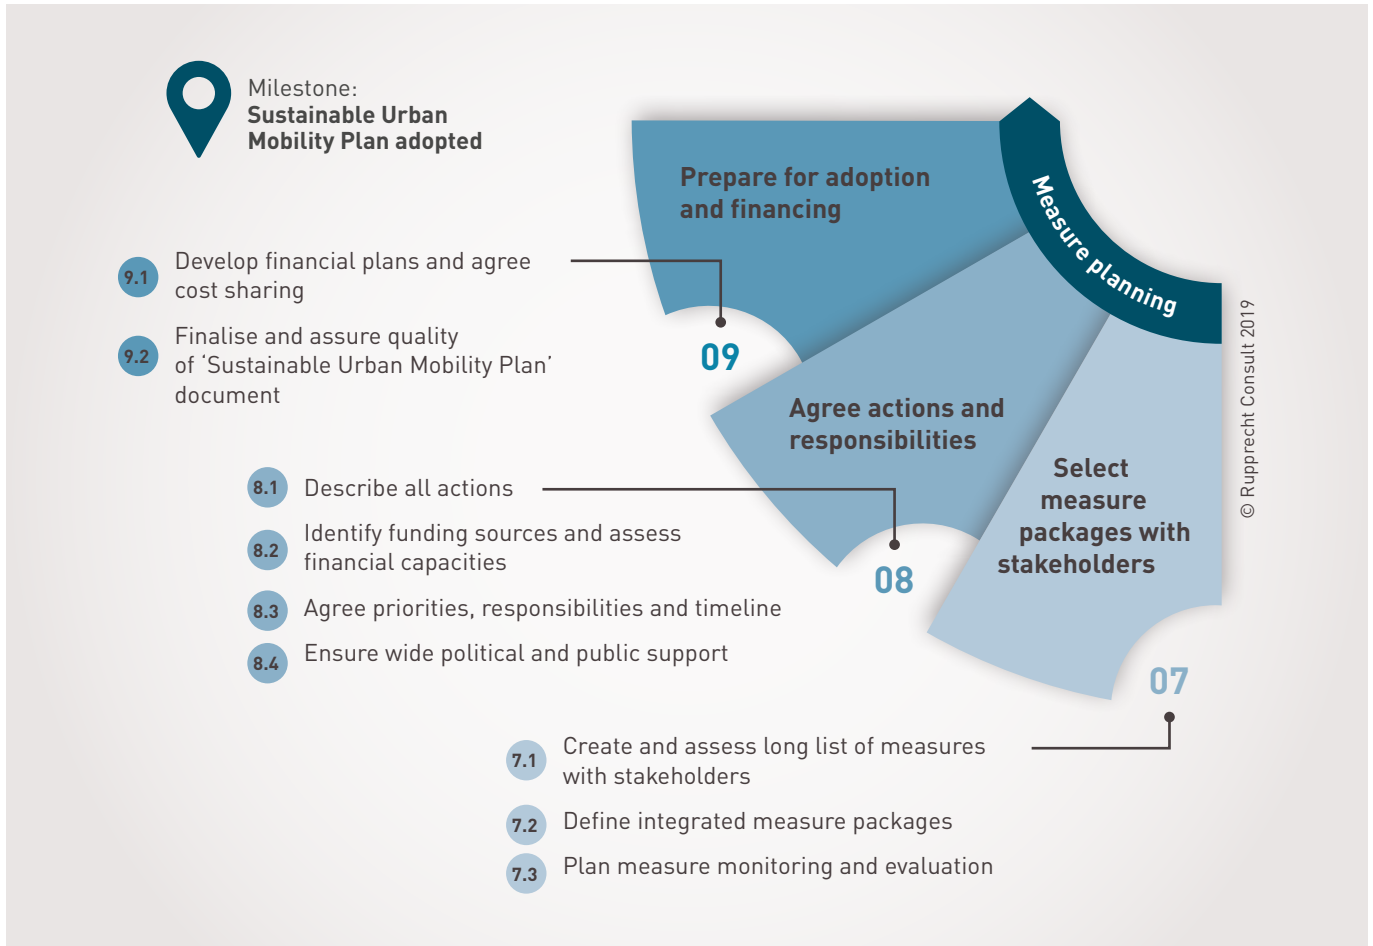 Milestone:
Sustainable Urban
Mobility Plan adopted
Prepare for adoption
and financing
Measure planning
9.1
Develop financial plans and agree
cost sharing
9.2
Finalise and assure quality
of ‘Sustainable Urban Mobility Plan’
document
09
Agree actions and
responsibilities
8.1
Describe all actions
8.2
Identify funding sources and assess
financial capacities
8.3
Agree priorities, responsibilities and timeline
8.4
Ensure wide political and public support
08
Select
measure
packages with
stakeholders
07
7.1
Create and assess long list of measures
with stakeholders
7.2
Define integrated measure packages
7.3
Plan measure monitoring and evaluation
© Rupprecht Consult 2019